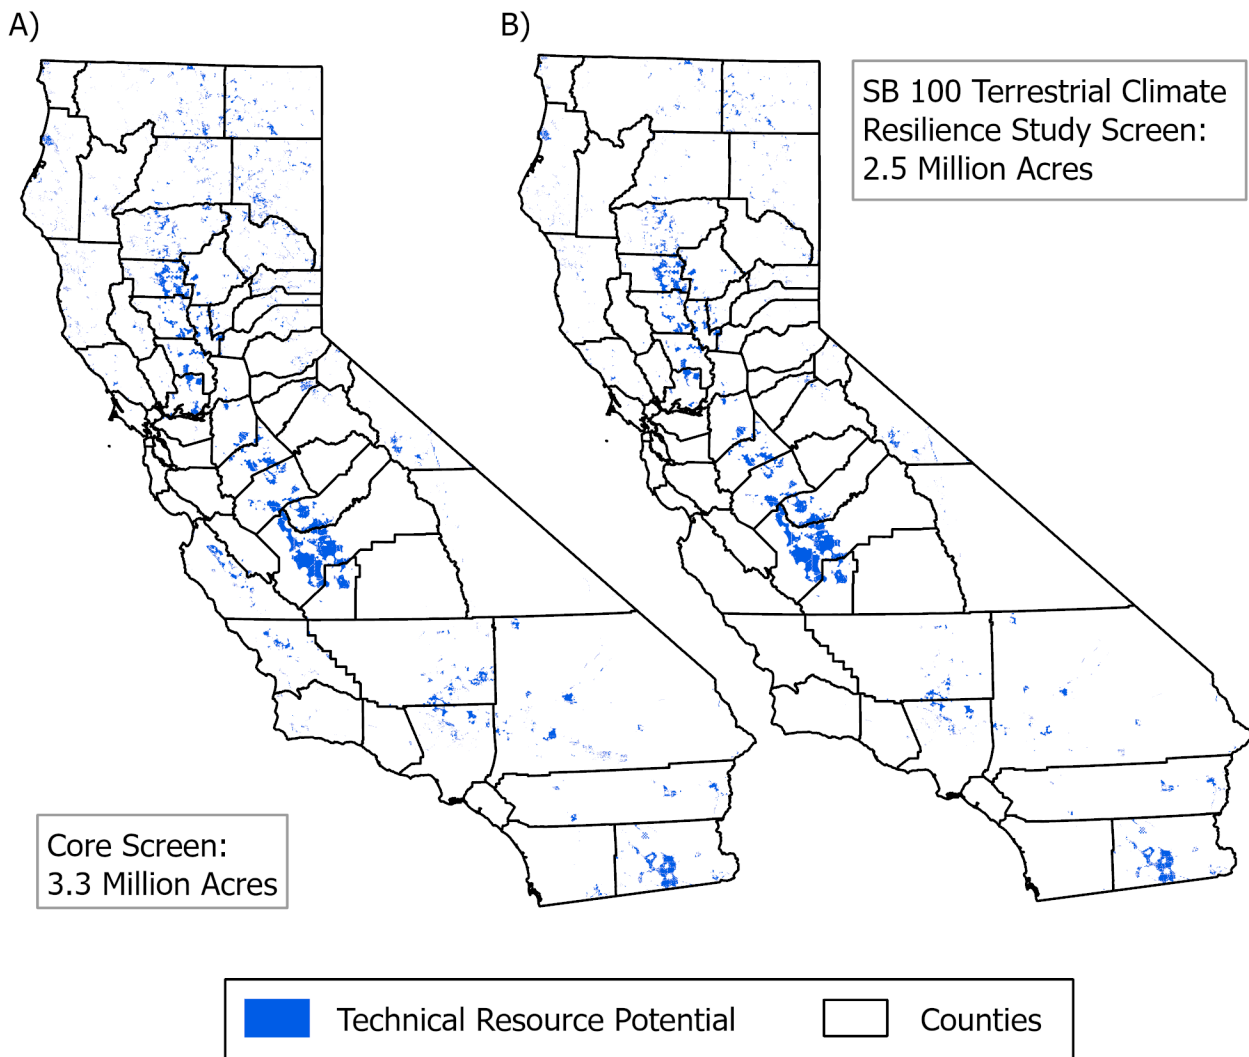 A)
B)
SB 100 Terrestrial Climate
Resilience Study Screen:
2.5 Million Acres
Core Screen:
3.3 Million Acres
Technical Resource Potential
Counties